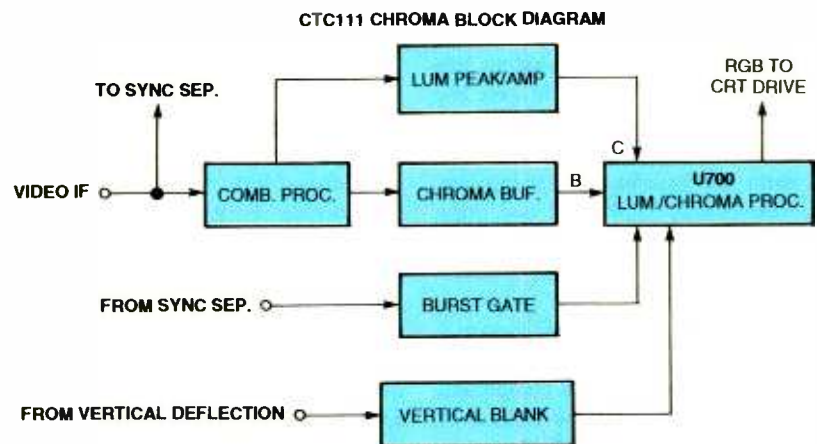 CTC111 CHROMA BLOCK DIAGRAM
TO SYNC SEP.
LUM PEAK/AMP
RGB TO
CRT DRIVE
C
VIDEO IF
COMB. PROC.
CHROMA BUF.
B
U700
LUM./CHROMA PROC.
FROM SYNC SEP.
BURST GATE
FROM VERTICAL DEFLECTION
VERTICAL BLANK